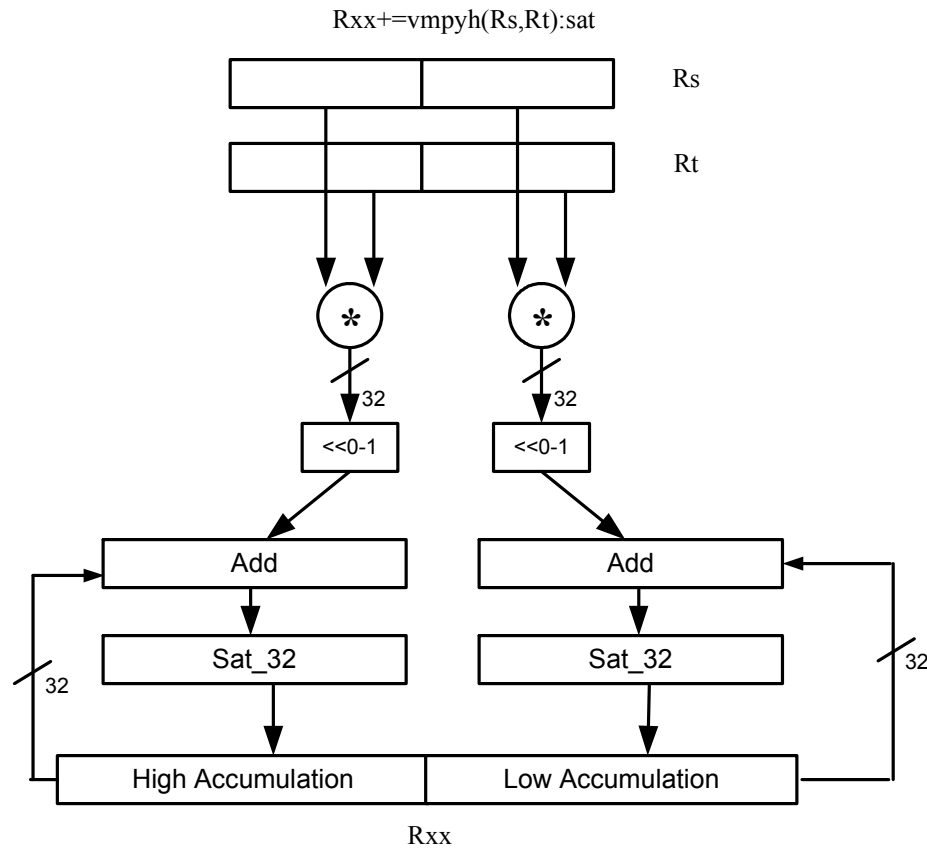 Rxx+=vmpyh(Rs,Rt):sat
Rs
Rt
* *
32 32
<<0-1 <<0-1
Add Add
Sat_32 Sat_32
32 32
High Accumulation Low Accumulation
Rxx